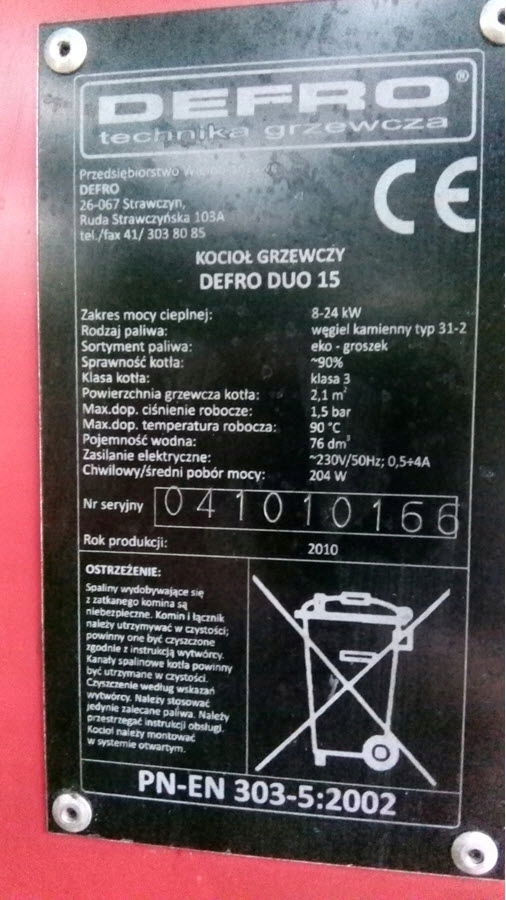 DEFRO®
technika grzewcza
CE
Przedsiębiorstwo
DEFRO
26-067 Strawczyn,
Ruda Strawczyńska 103A
tel./fax 41/ 303 80 85
KOCIOŁ GRZEWCZY
DEFRO DUO 15
Zakres mocy cieplnej: 8-24 kW
Rodzaj paliwa: węgiel kamienny typ 31-2
Sortyment paliwa: eko - groszek
Sprawność kotła: ~90%
Klasa kotła: klasa 3
Powierzchnia grzewcza kotła: 2,1 m²
Max.dop. ciśnienie robocze: 1,5 bar
Max.dop. temperatura robocza: 90 °C
Pojemność wodna: 76 dm³
Zasilanie elektryczne: ~230V/50Hz; 0,5÷4A
Chwilowy/średni pobór mocy: 204 W
Nr seryjny 041010166
Rok produkcji: 2010
OSTRZEŻENIE:
Spaliny wydobywające się
z zatkanego komina są
niebezpieczne. Komin i łącznik
należy utrzymywać w czystości;
powinny one być czyszczone
zgodnie z instrukcją wytwórcy.
Kanały spalinowe kotła powinny
być utrzymane w czystości.
Czyszczenie według wskazań
wytwórcy. Należy stosować
jedynie zalecane paliwa. Należy
przestrzegać instrukcji obsługi.
Kocioł należy montować
w systemie otwartym.
PN-EN 303-5:2002